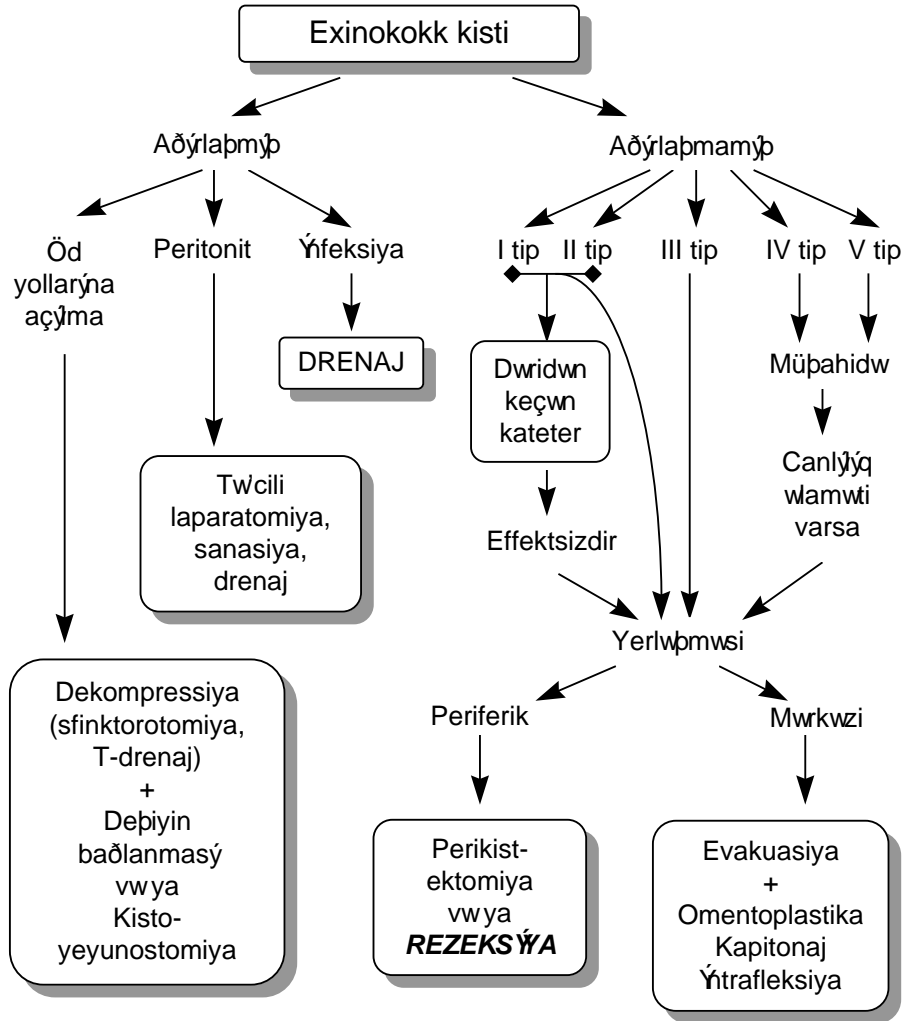 Exinokokk kisti
Aðýrlaþmýþ
Aðýrlaþmamýþ
Öd
yollarýna
açýlma
Peritonit
Ýnfeksiya
I tip
II tip
III tip
IV tip
V tip
DRENAJ
Dwridwn
keçwn
kateter
Müþahidw
Tw'cili
laparatomiya,
sanasiya,
drenaj
Canlýlýq
wlamwti
varsa
Effektsizdir
Yerlwþmwsi
Dekompressiya
(sfinktorotomiya,
T-drenaj)
+
Deþiyin
baðlanmasý
vw ya
Kisto-
yeyunostomiya
Periferik
Mwrkwzi
Perikist-
ektomiya
vw ya
REZEKSÝYA
Evakuasiya
+
Omentoplastika
Kapitonaj
Ýntrafleksiya